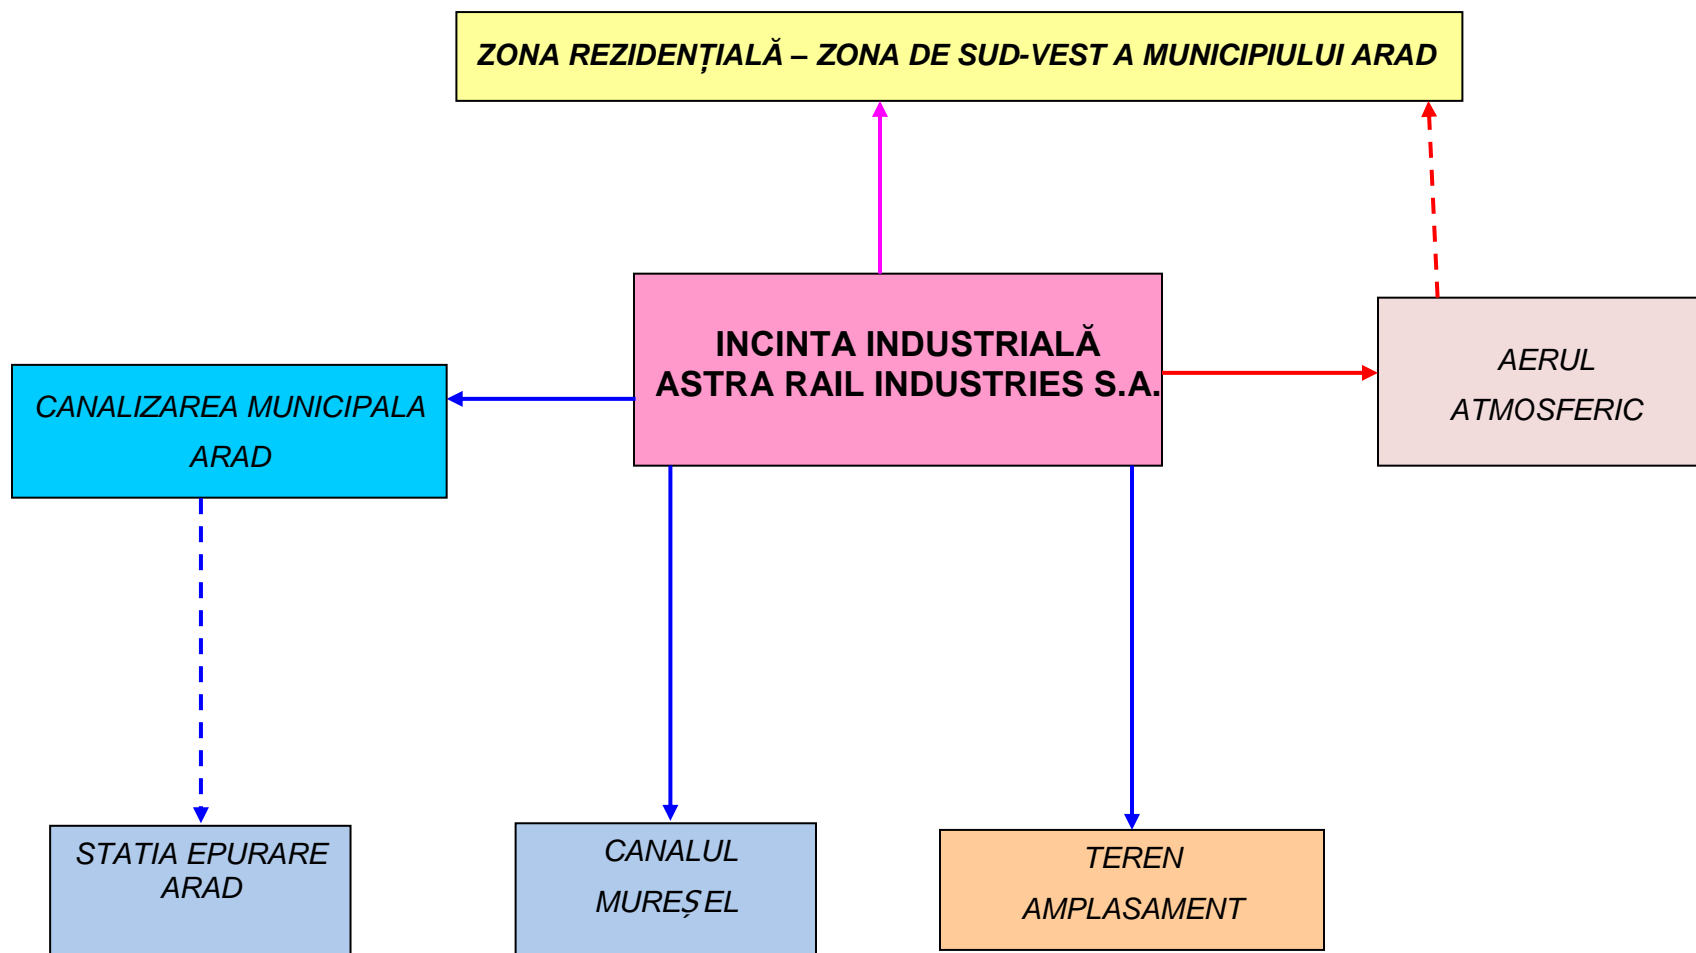 ZONA REZIDENȚIALĂ – ZONA DE SUD-VEST A MUNICIPIULUI ARAD
INCINTA INDUSTRIALĂ
ASTRA RAIL INDUSTRIES S.A.
AERUL
ATMOSFERIC
CANALIZAREA MUNICIPALA
ARAD
STATIA EPURARE
ARAD
CANALUL
MUREȘEL
TEREN
AMPLASAMENT